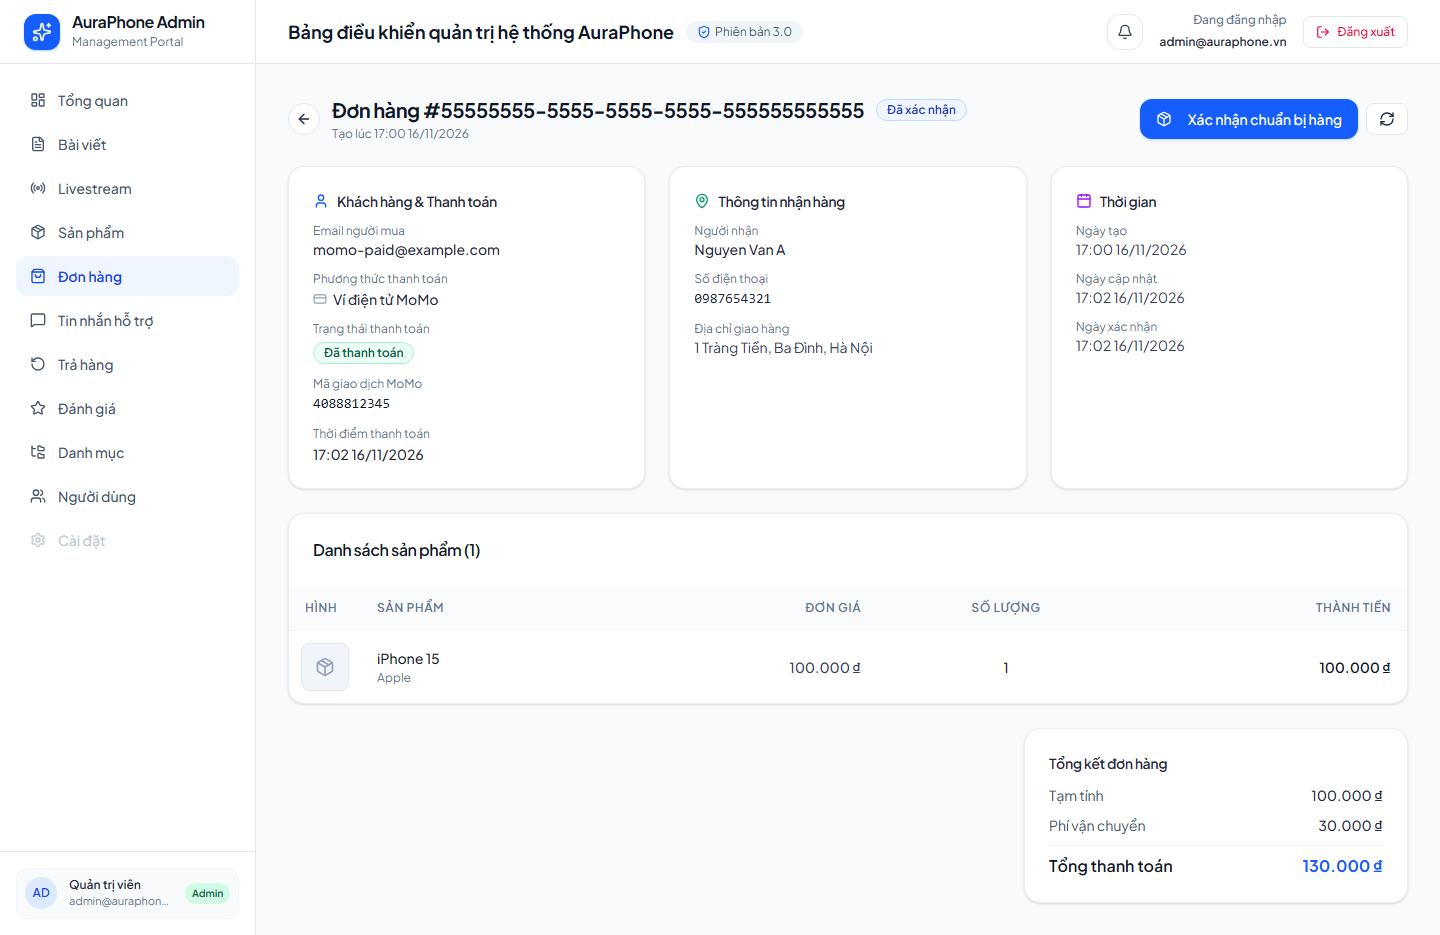 AuraPhone Admin
Management Portal
Bảng điều khiển quản trị hệ thống AuraPhone
Phiên bản 3.0
Đang đăng nhập
admin@auraphone.vn
Đăng xuất
Tổng quan
Bài viết
Livestream
Sản phẩm
Đơn hàng
Tin nhắn hỗ trợ
Trả hàng
Đánh giá
Danh mục
Người dùng
Cài đặt
AD
Quản trị viên
admin@auraphon...
Admin
Đơn hàng #55555555-5555-5555-5555-555555555555
Đã xác nhận
Tạo lúc 17:00 16/11/2026
Xác nhận chuẩn bị hàng
Khách hàng & Thanh toán
Email người mua
momo-paid@example.com
Phương thức thanh toán
Ví điện tử MoMo
Trạng thái thanh toán
Đã thanh toán
Mã giao dịch MoMo
4088812345
Thời điểm thanh toán
17:02 16/11/2026
Thông tin nhận hàng
Người nhận
Nguyen Van A
Số điện thoại
0987654321
Địa chỉ giao hàng
1 Tràng Tiền, Ba Đình, Hà Nội
Thời gian
Ngày tạo
17:00 16/11/2026
Ngày cập nhật
17:02 16/11/2026
Ngày xác nhận
17:02 16/11/2026
Danh sách sản phẩm (1)
HÌNH SẢN PHẨM ĐƠN GIÁ SỐ LƯỢNG THÀNH TIỀN
iPhone 15
Apple
100.000 ₫ 1 100.000 ₫
Tổng kết đơn hàng
Tạm tính 100.000 ₫
Phí vận chuyển 30.000 ₫
Tổng thanh toán 130.000 ₫